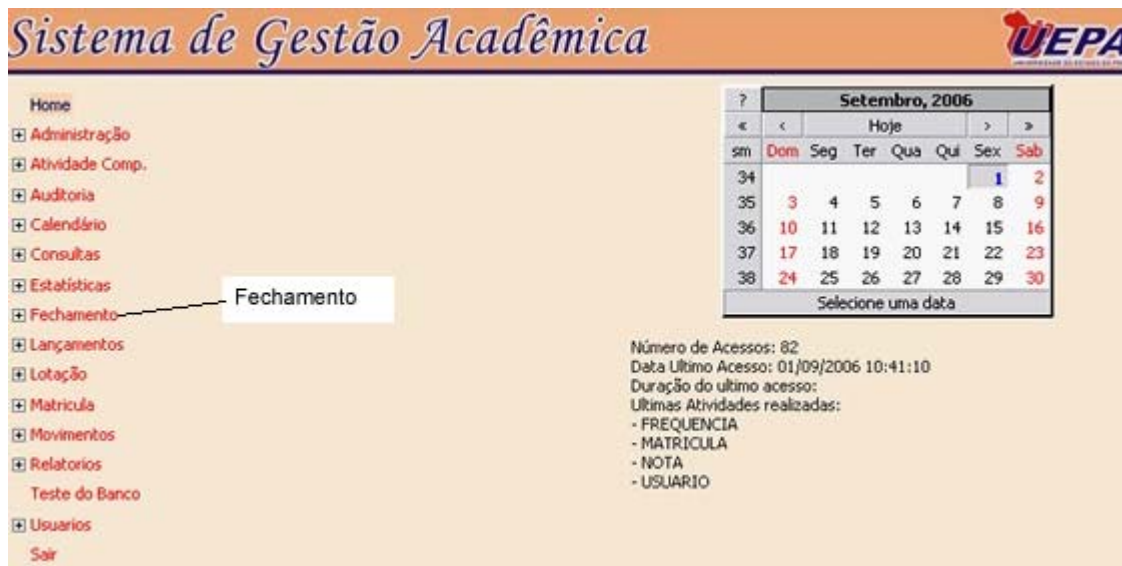 Sistema de Gestão Acadêmica
UEPA
Home
Administração
Atividade Comp.
Auditoria
Calendário
Consultas
Estatísticas
Fechamento
Fechamento
Lançamentos
Lotação
Matricula
Movimentos
Relatorios
Teste do Banco
Usuarios
Sair
? Setembro, 2006
« ‹ Hoje › »
sm Dom Seg Ter Qua Qui Sex Sab
34 1 2
35 3 4 5 6 7 8 9
36 10 11 12 13 14 15 16
37 17 18 19 20 21 22 23
38 24 25 26 27 28 29 30
Selecione uma data
Número de Acessos: 82
Data Ultimo Acesso: 01/09/2006 10:41:10
Duração do ultimo acesso:
Ultimas Atividades realizadas:
- FREQUENCIA
- MATRICULA
- NOTA
- USUARIO